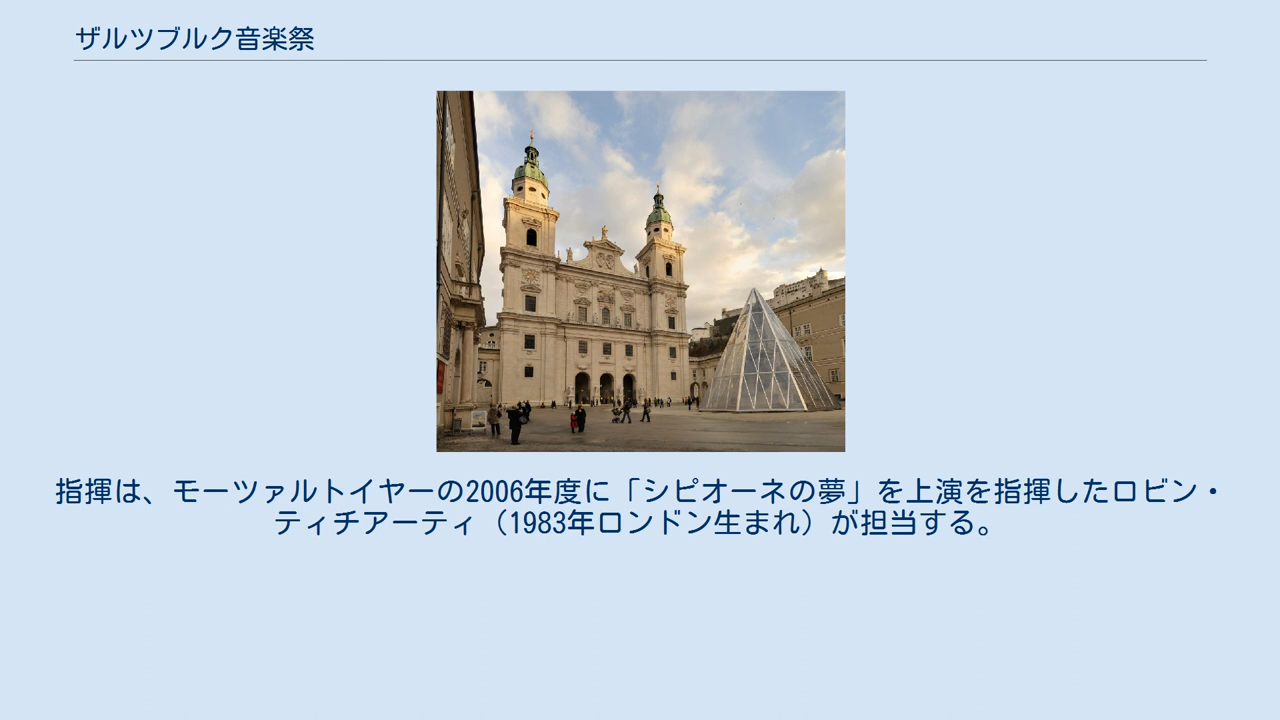 ザルツブルク音楽祭
指揮は、モーツァルトイヤーの2006年度に「シピオーネの夢」を上演を指揮したロビン・
ティチアーティ（1983年ロンドン生まれ）が担当する。